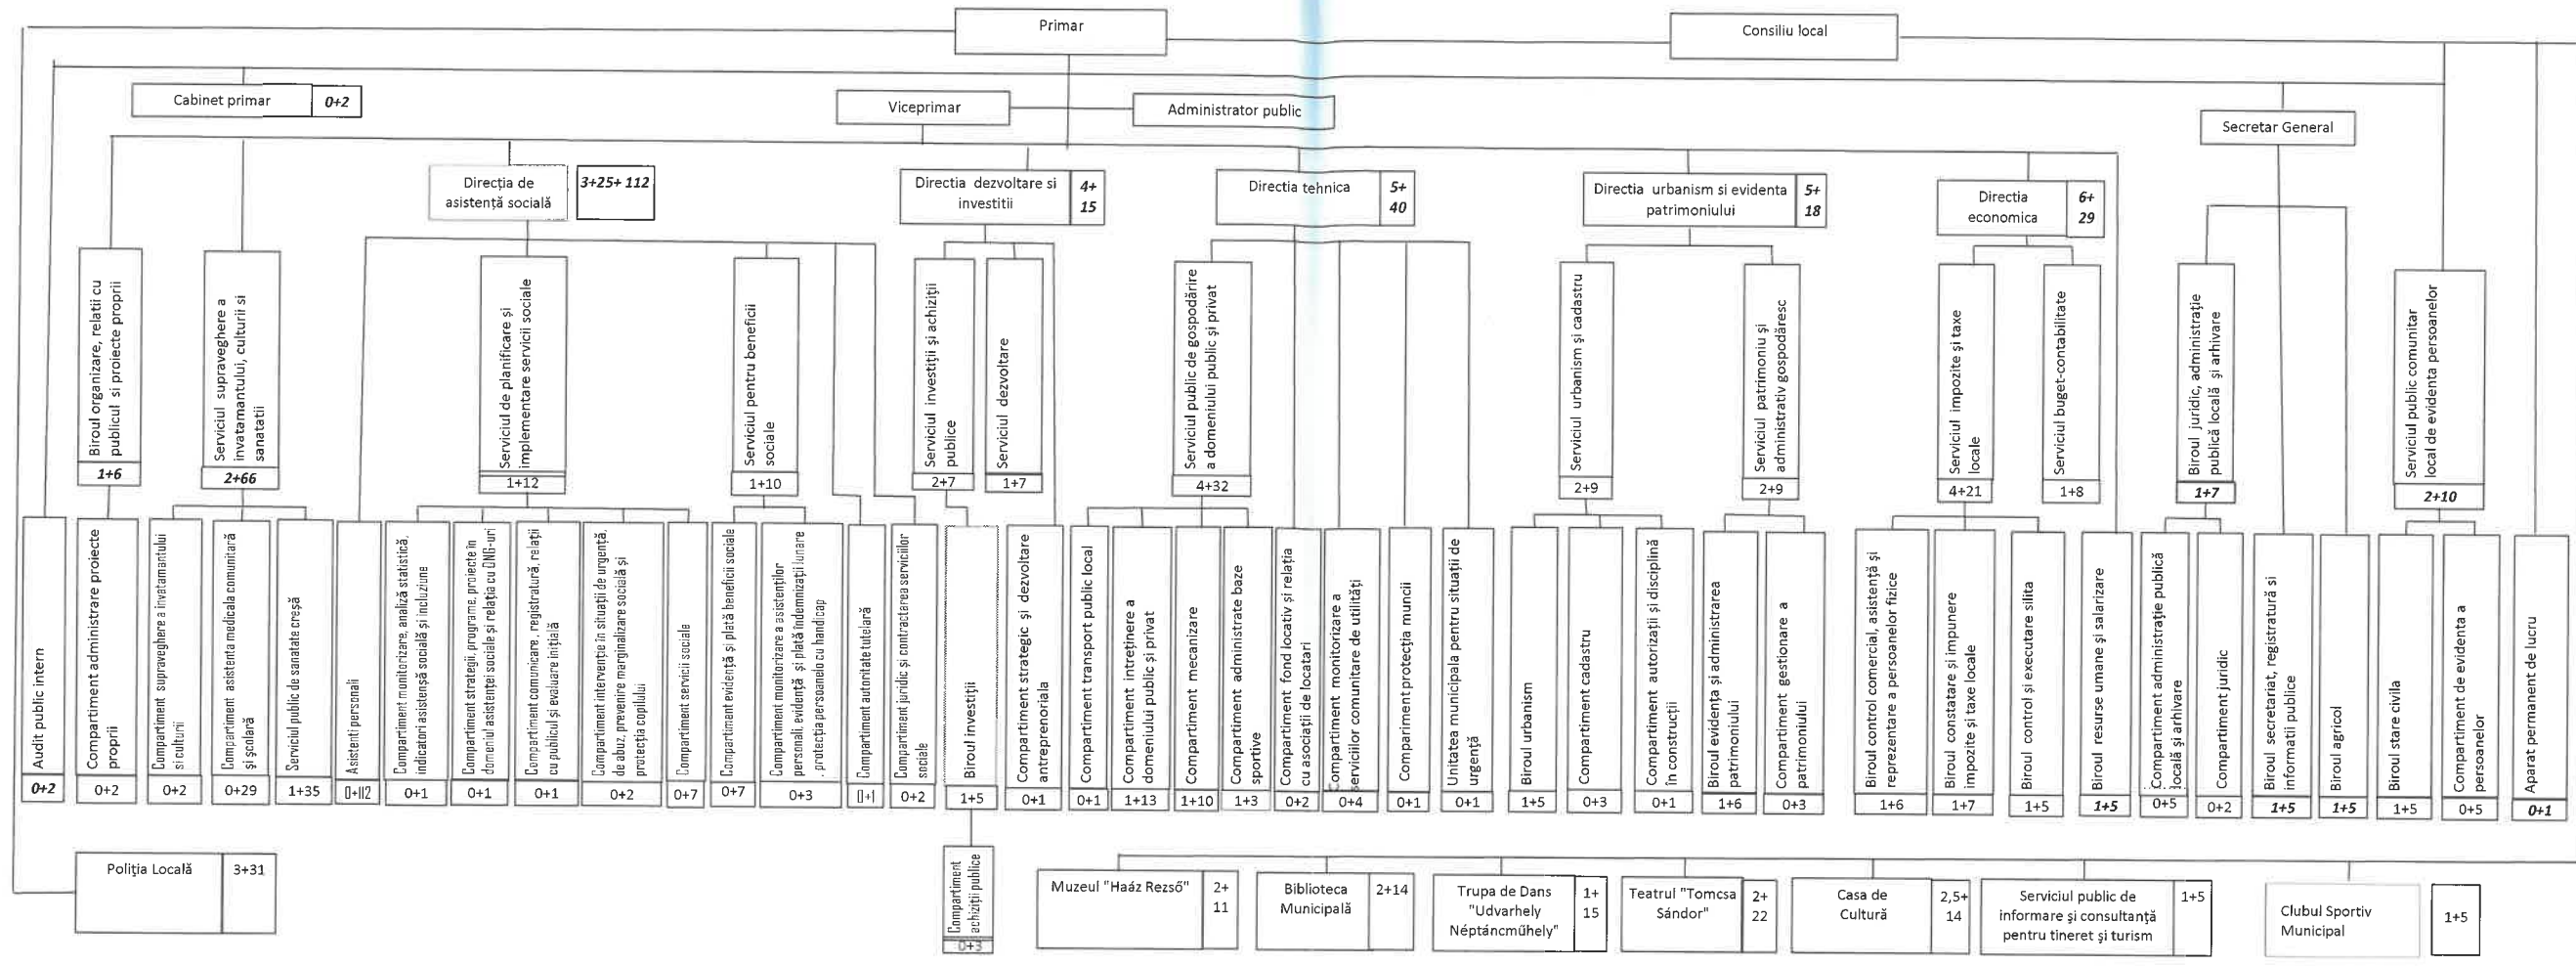 Primar
Consiliu local
Cabinet primar
0+2
Viceprimar
Administrator public
Secretar General
Direcția de
asistență socială
3+25+ 112
Directia dezvoltare si
investitii
4+
15
Directia tehnica
5+
40
Directia urbanism si evidenta
patrimoniului
5+
18
Directia
economica
6+
29
Biroul organizare, relatii cu
publicul si proiecte proprii
1+6
Serviciul supraveghere a
invatamantului, culturii si
sanatatii
2+66
Serviciul de planificare și
implementare servicii sociale
1+12
Serviciul pentru beneficii
sociale
1+10
Serviciul investiții și achiziții
publice
2+7
Serviciul dezvoltare
1+7
Serviciul public de gospodărire
a domeniului public și privat
4+32
Serviciul urbanism și cadastru
2+9
Serviciul patrimoniu și
administrativ gospodăresc
2+9
Serviciul impozite și taxe
locale
4+21
Serviciul buget-contabilitate
1+8
Biroul juridic, administrație
publică locală și arhivare
1+7
Serviciul public comunitar
local de evidenta persoanelor
2+10
Audit public intern
0+2
Compartiment administrare proiecte
proprii
0+2
Compartiment supraveghere a invatamantului
si culturii
0+2
Compartiment asistenta medicala comunitară
și școlară
0+29
Serviciul public de sanatate creșă
1+35
Asistenti personali
0+112
Compartiment monitorizare, analiză statistică,
indicatori asistență socială și incluziune
0+1
Compartiment strategii, programe, proiecte în
domeniul asistenței sociale și relația cu ONG-uri
0+1
Compartiment comunicare, registratură, relații
cu publicul și evaluare inițială
0+1
Compartiment intervenție în situații de urgență,
de abuz, prevenire marginalizare socială și
protecția copilului
0+2
Compartiment servicii sociale
0+7
Compartiment evidență și plată beneficii sociale
0+7
Compartiment monitorizare a asistenților
personali, evidență și plată îndemnizații lunare
, protecția persoanelo cu handicap
0+3
Compartiment autoritate tutelară
0+1
Compartiment juridic și contractarea serviciilor
sociale
0+2
Biroul investiții
1+5
Compartiment strategic și dezvoltare
antreprenoriala
0+1
Compartiment transport public local
0+1
Compartiment intreținere a
domeniului public și privat
1+13
Compartiment mecanizare
1+10
Compartiment administrate baze
sportive
1+3
Compartiment fond locativ și relația
cu asociații de locatari
0+2
Compartiment monitorizare a
serviciilor comunitare de utilități
0+4
Compariment protecția muncii
0+1
Unitatea municipala pentru situații de
urgență
0+1
Biroul urbanism
1+5
Compartiment cadastru
0+3
Compartiment autorizații și disciplină
în construcții
0+1
Biroul evidența și administrarea
patrimoniului
1+6
Compartiment gestionare a
patrimoniului
0+3
Biroul control comercial, asistență și
reprezentare a persoanelor fizice
1+6
Biroul constatare și impunere
impozite și taxe locale
1+7
Biroul control și executare silita
1+5
Biroul resurse umane și salarizare
1+5
Compartiment administrație publică
locală și arhivare
0+5
Compartiment juridic
0+2
Biroul secretariat, registratură si
informatii publice
1+5
Biroul agricol
1+5
Biroul stare civila
1+5
Compartiment de evidenta a
persoanelor
0+5
Aparat permanent de lucru
0+1
Compartiment
achiziții publice
0+3
Poliția Locală
3+31
Muzeul "Haáz Rezső"
2+
11
Biblioteca
Municipală
2+14
Trupa de Dans
"Udvarhely
Néptáncműhely"
1+
15
Teatrul "Tomcsa
Sándor"
2+
22
Casa de
Cultură
2,5+
14
Serviciul public de
informare și consultanță
pentru tineret și turism
1+5
Clubul Sportiv
Municipal
1+5